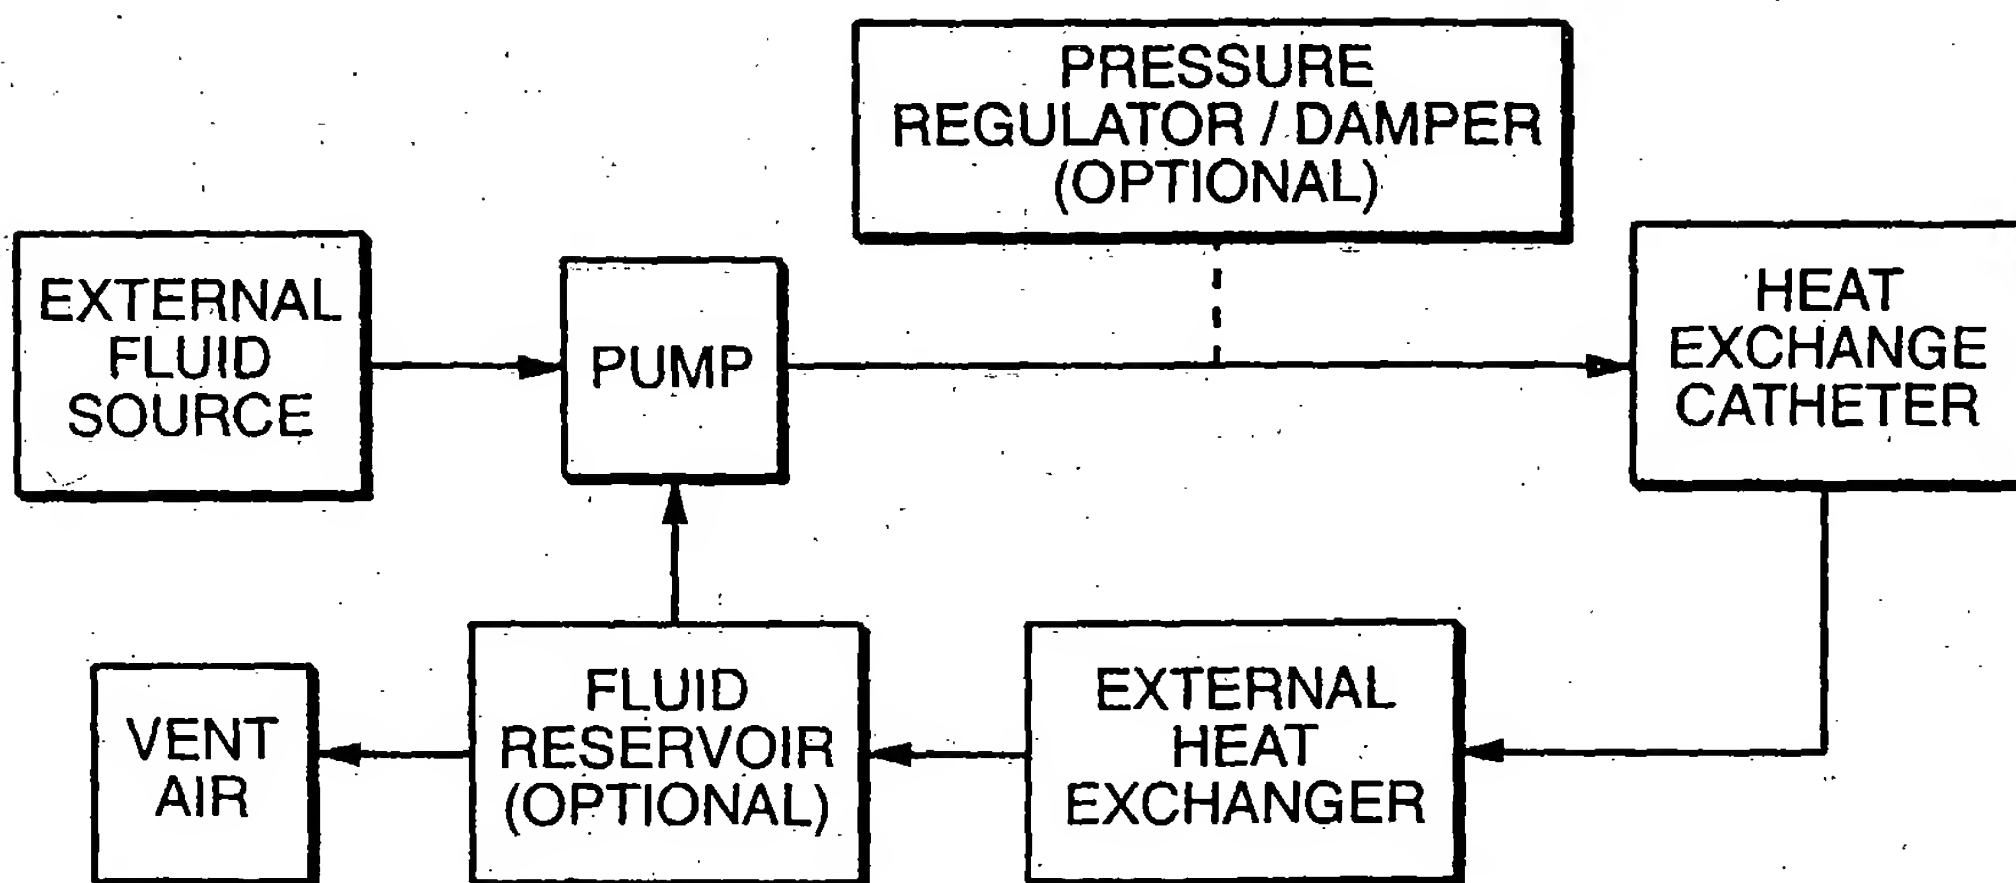 PRESSURE
REGULATOR / DAMPER
(OPTIONAL)
EXTERNAL
FLUID
SOURCE
PUMP
HEAT
EXCHANGE
CATHETER
VENT
AIR
FLUID
RESERVOIR
(OPTIONAL)
EXTERNAL
HEAT
EXCHANGER